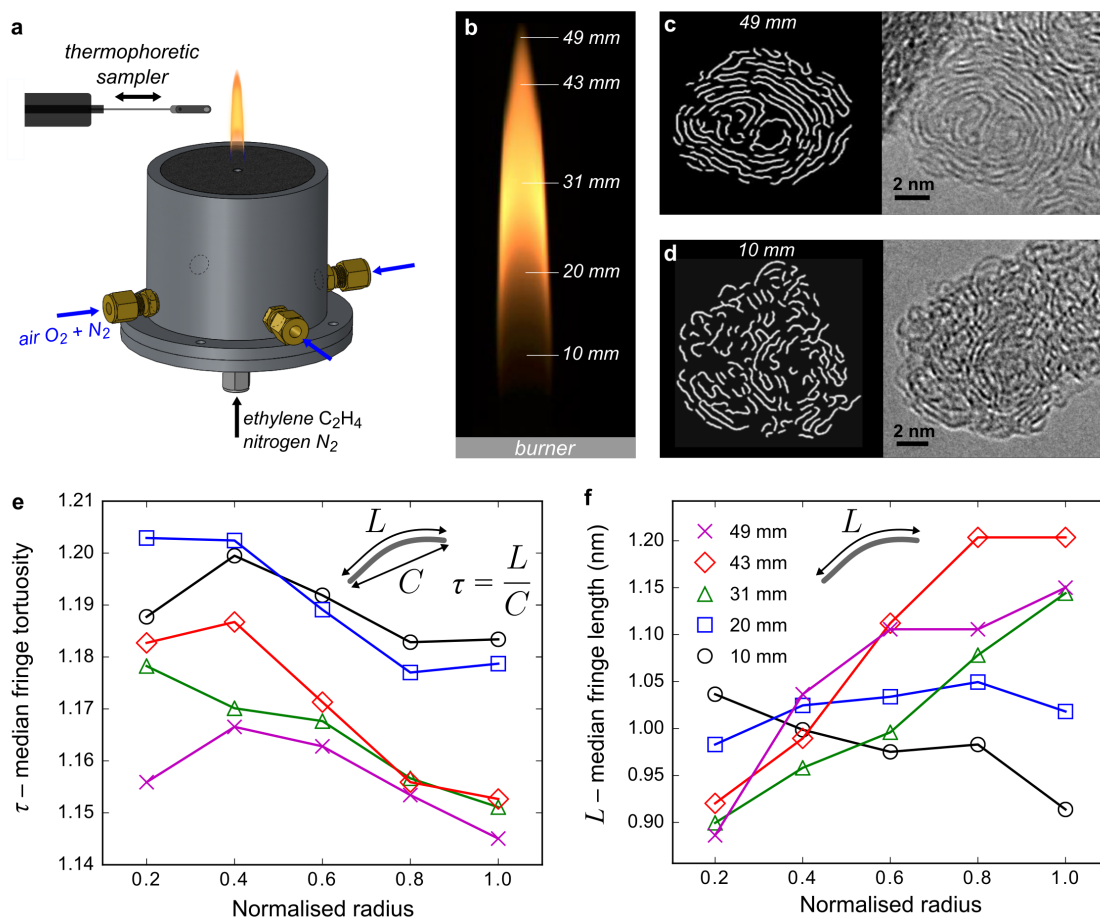 a
thermophoretic
sampler
air O2 + N2
ethylene C2H4
nitrogen N2
b
49 mm
43 mm
31 mm
20 mm
10 mm
burner
c
49 mm
2 nm
d
10 mm
2 nm
e
1.21
1.20
1.19
1.18
1.17
1.16
1.15
1.14
τ – median fringe tortuosity
L
C
τ = L/C
0.2 0.4 0.6 0.8 1.0
Normalised radius
f
1.20
1.15
1.10
1.05
1.00
0.95
0.90
L – median fringe length (nm)
49 mm
43 mm
31 mm
20 mm
10 mm
L
0.2 0.4 0.6 0.8 1.0
Normalised radius